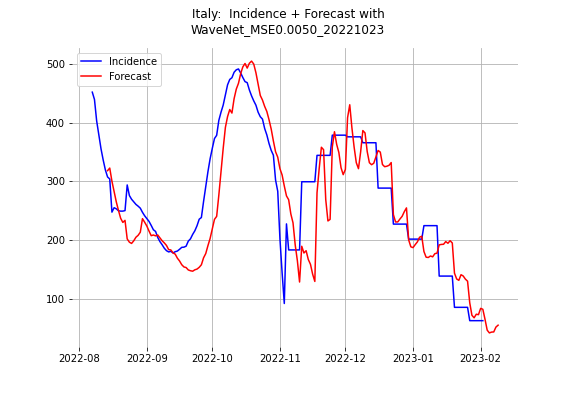 Italy:  Incidence + Forecast with
WaveNet_MSE0.0050_20221023
Incidence
Forecast
500
400
300
200
100
2022-08 2022-09 2022-10 2022-11 2022-12 2023-01 2023-02